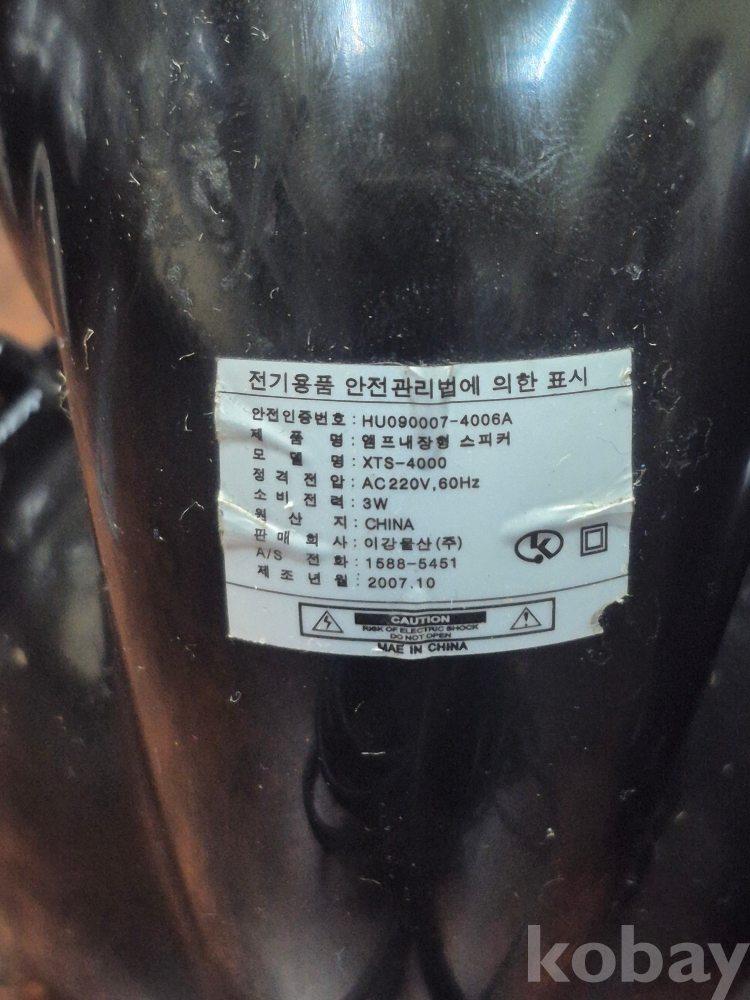 전기용품 안전관리법에 의한 표시
안전인증번호 : HU090007-4006A
제 품 명 : 앰프내장형 스피커
모 델 명 : XTS-4000
정 격 전 압 : AC220V,60Hz
소 비 전 력 : 3W
원 산 지 : CHINA
판 매 회 사 : 이강물산(주)
A/S 전 화 : 1588-5451
제 조 년 월 : 2007.10
CAUTION
RISK OF ELECTRIC SHOCK
DO NOT OPEN
MAE IN CHINA
kobay